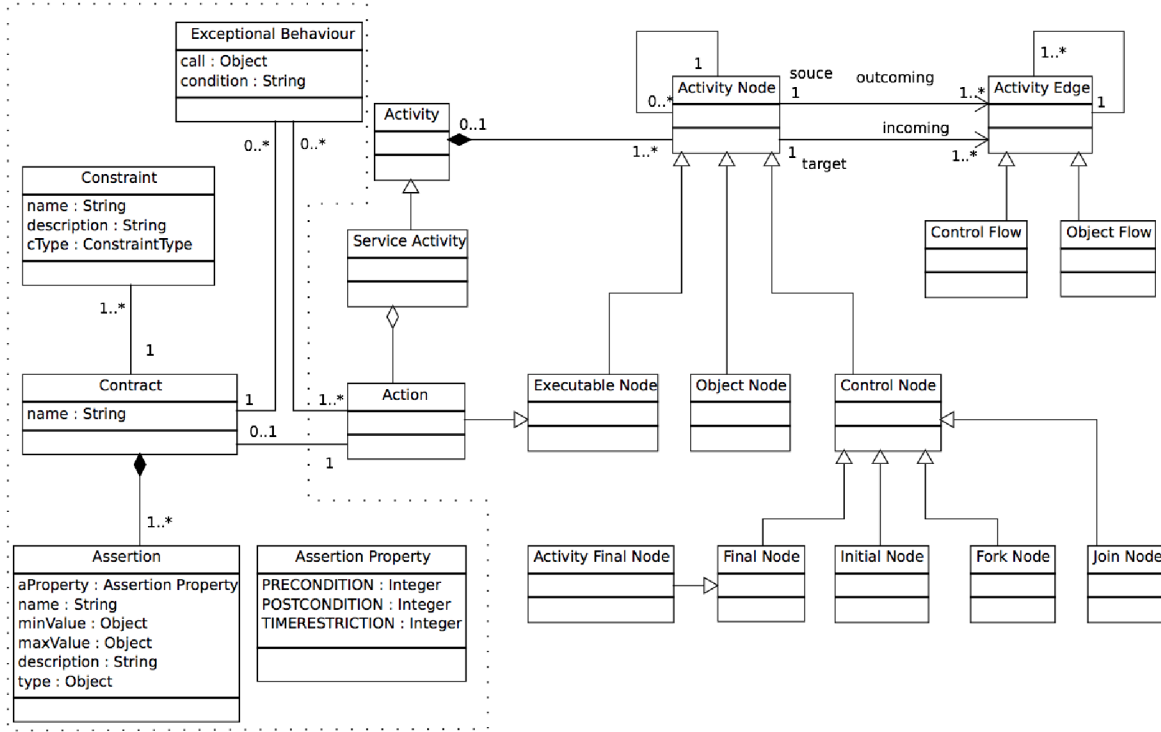 Exceptional Behaviour
call : Object
condition : String
0..*
0..*
Activity
0..1
1..*
Activity Node
1
0..*
souce
1
outcoming
1..*
incoming
1
target
1..*
Activity Edge
1..*
1
Constraint
name : String
description : String
cType : ConstraintType
1..*
1
Service Activity
Control Flow
Object Flow
Contract
name : String
1
0..1
1..*
1
Action
Executable Node
Object Node
Control Node
1..*
Assertion
aProperty : Assertion Property
name : String
minValue : Object
maxValue : Object
description : String
type : Object
Assertion Property
PRECONDITION : Integer
POSTCONDITION : Integer
TIMERESTRICTION : Integer
Activity Final Node
Final Node
Initial Node
Fork Node
Join Node